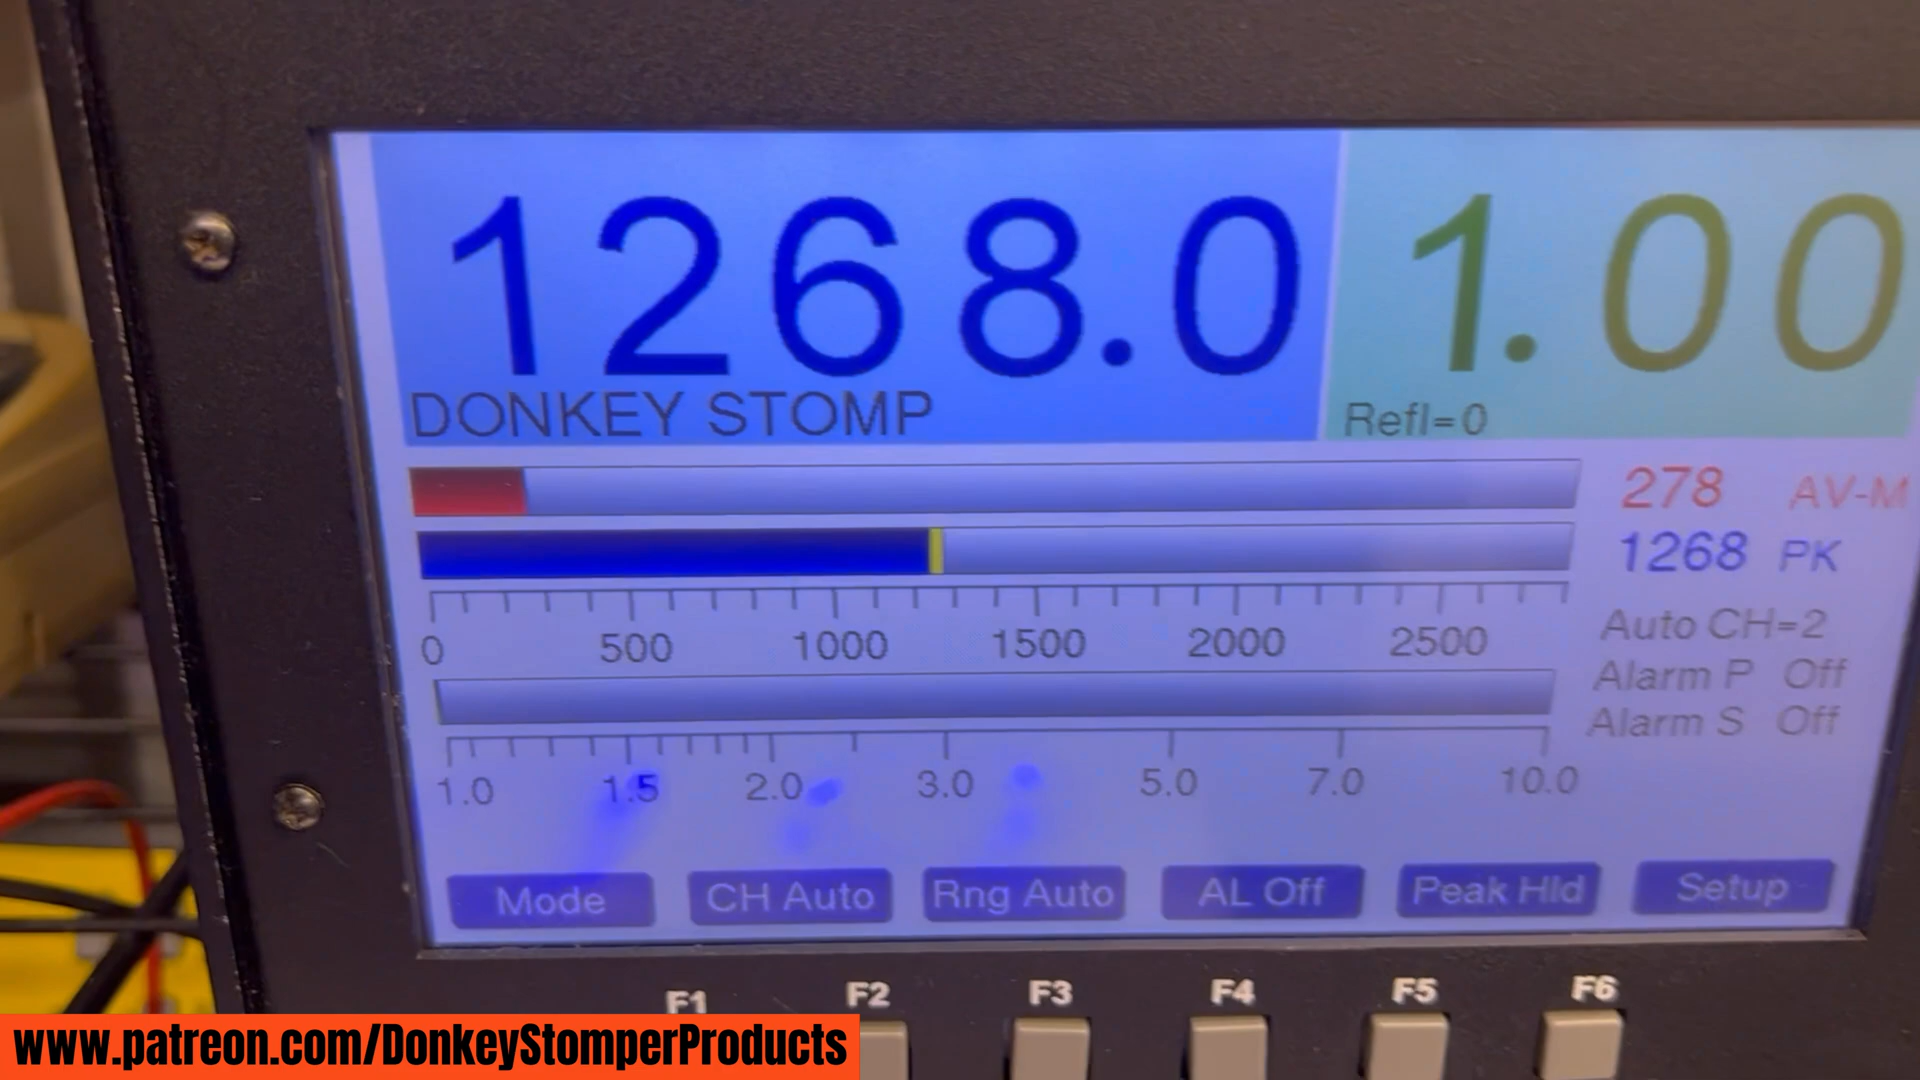 1268.0
1.00
DONKEY STOMP
Refl=0
278 AV-M
1268 PK
0 500 1000 1500 2000 2500
Auto CH=2
Alarm P Off
Alarm S Off
1.0 1.5 2.0 3.0 5.0 7.0 10.0
Mode CH Auto Rng Auto AL Off Peak Hld Setup
F1 F2 F3 F4 F5 F6
www.patreon.com/DonkeyStomperProducts